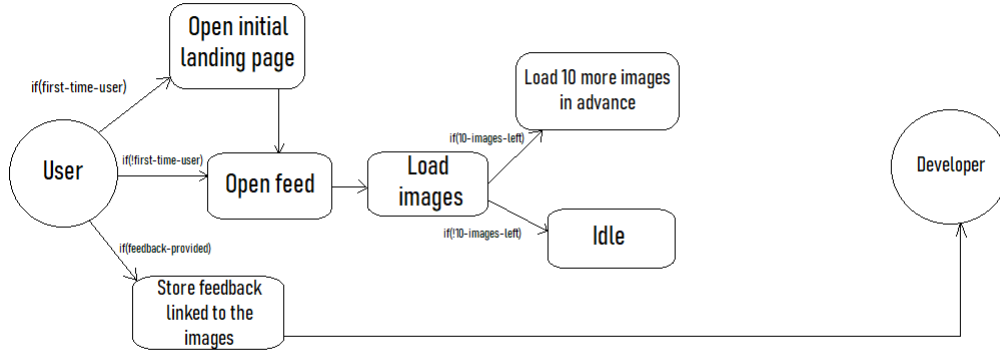 Open initial
landing page
if(first-time-user)
Load 10 more images
in advance
if(10-images-left)
User
if(!first-time-user)
Open feed
Load
images
Developer
if(!10-images-left)
Idle
if(feedback-provided)
Store feedback
linked to the
images